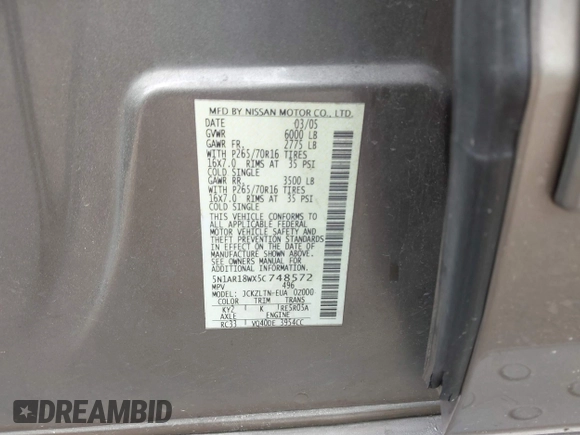 MFD BY NISSAN MOTOR CO., LTD.
DATE 03/05
GVWR 6000 LB
GAWR FR. 2775 LB
WITH P265/70R16 TIRES
16X7.0 RIMS AT 35 PSI
COLD SINGLE
GAWR RR. 3500 LB
WITH P265/70R16 TIRES
16X7.0 RIMS AT 35 PSI
COLD SINGLE
THIS VEHICLE CONFORMS TO
ALL APPLICABLE FEDERAL
MOTOR VEHICLE SAFETY AND
THEFT PREVENTION STANDARDS
IN EFFECT ON THE DATE OF
MANUFACTURE SHOWN ABOVE.
SEE OWNERS MANUAL FOR
ADDITIONAL INFORMATION.
5N1AR18WX5C748572
MPV 496
MODEL JCKZLTN-EUA 02000
COLOR TRIM TRANS
KY2 K RE5R05A
AXLE ENGINE
RC33 VQ40DE 3954CC
DREAMBID